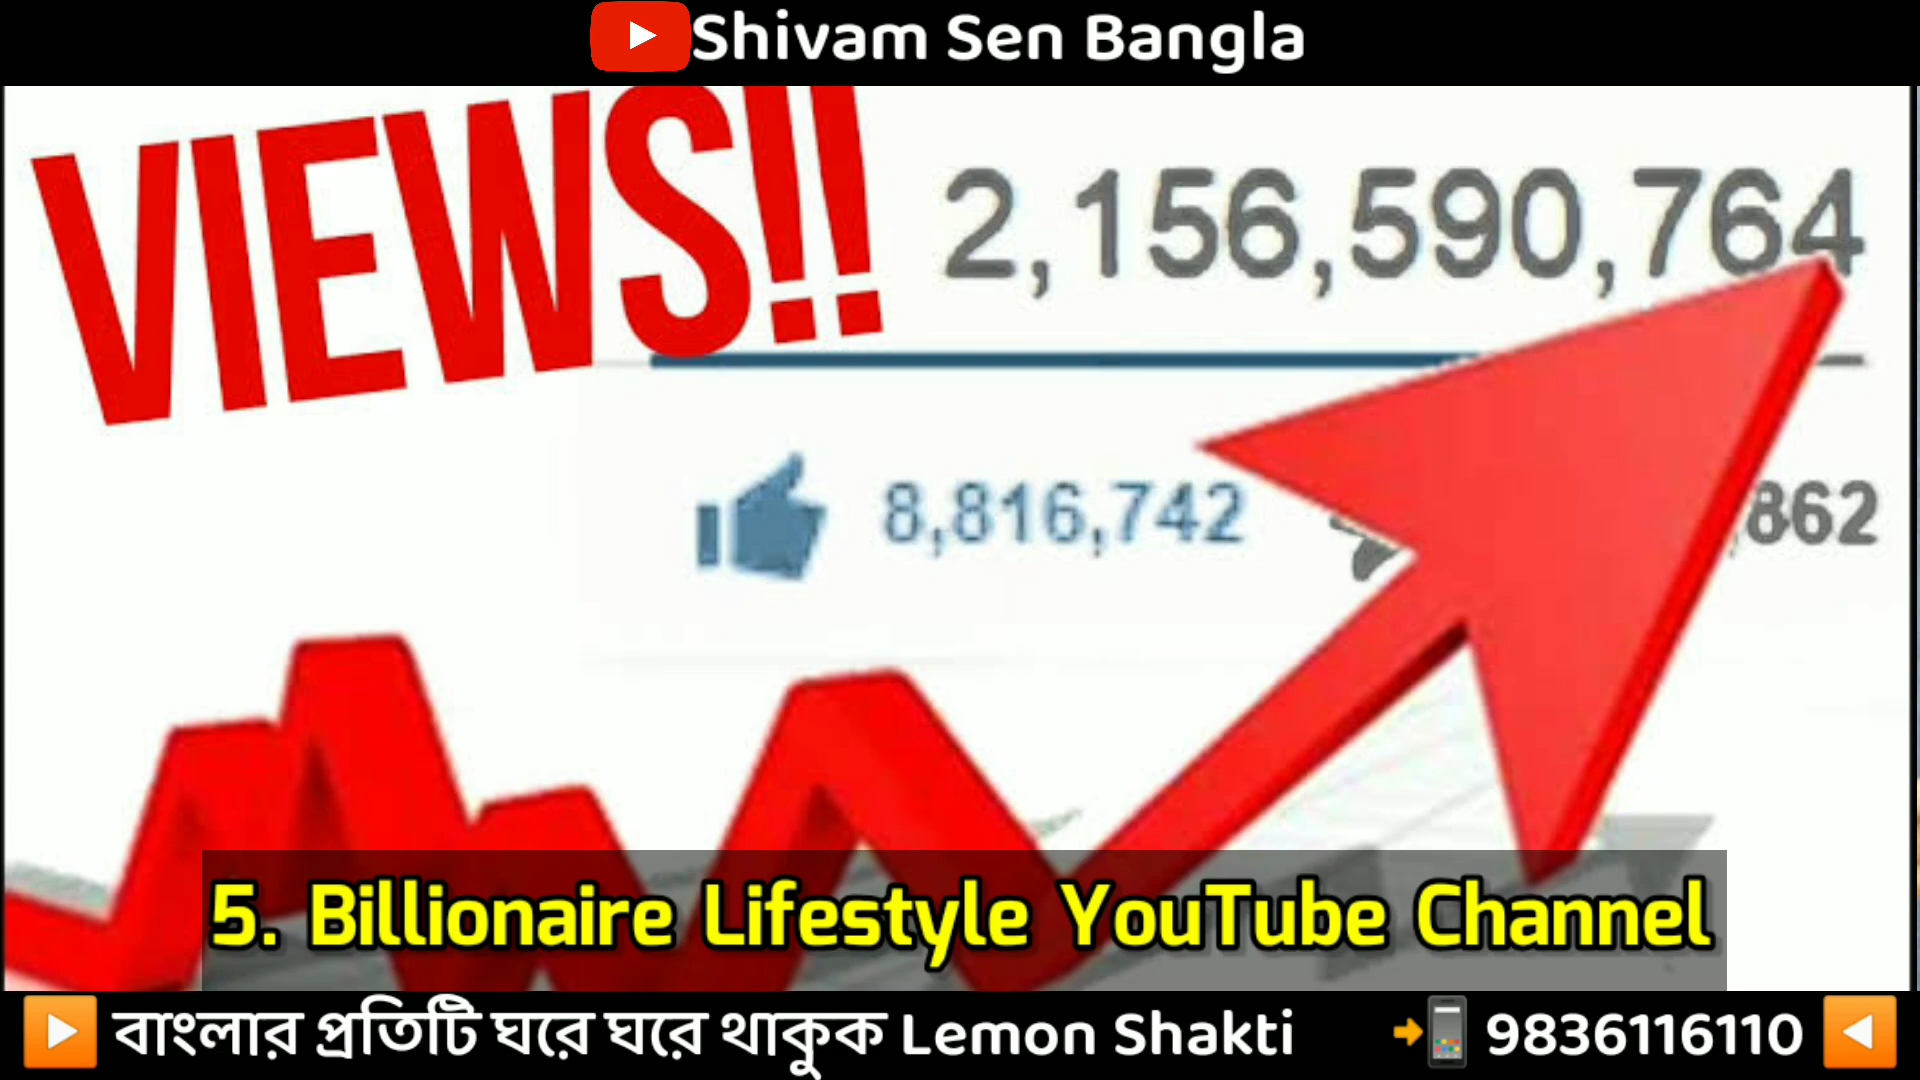 Shivam Sen Bangla
VIEWS!!
2,156,590,764
8,816,742
862
5. Billionaire Lifestyle YouTube Channel
বাংলার প্রতিটি ঘরে ঘরে থাকুক Lemon Shakti
9836116110